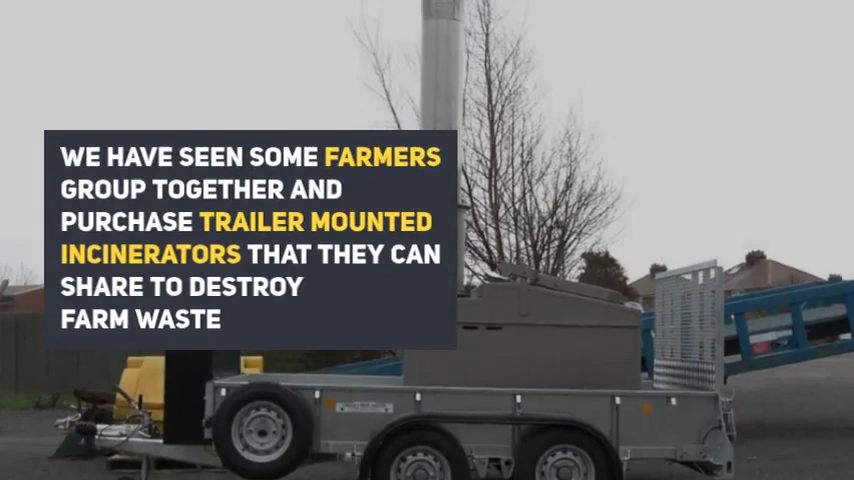 WE HAVE SEEN SOME FARMERS
GROUP TOGETHER AND
PURCHASE TRAILER MOUNTED
INCINERATORS THAT THEY CAN
SHARE TO DESTROY
FARM WASTE